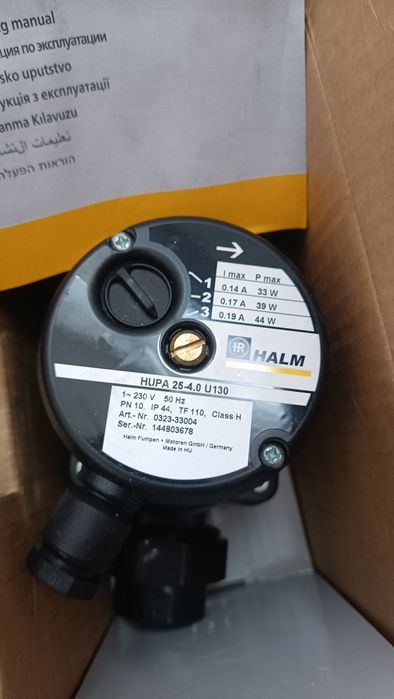 g manual
ция по эксплуатации
sko uputstvo
укція з експлуатації
anma Kılavuzu
I max P max
1 0.14 A 33 W
2 0.17 A 39 W
3 0.19 A 44 W
HR HALM
HUPA 25-4.0 U130
1~ 230 V 50 Hz
PN 10, IP 44, TF 110, Class H
Art.- Nr. 0323-33004
Ser.-Nr. 144803678
Halm Pumpen + Motoren GmbH / Germany
Made in HU